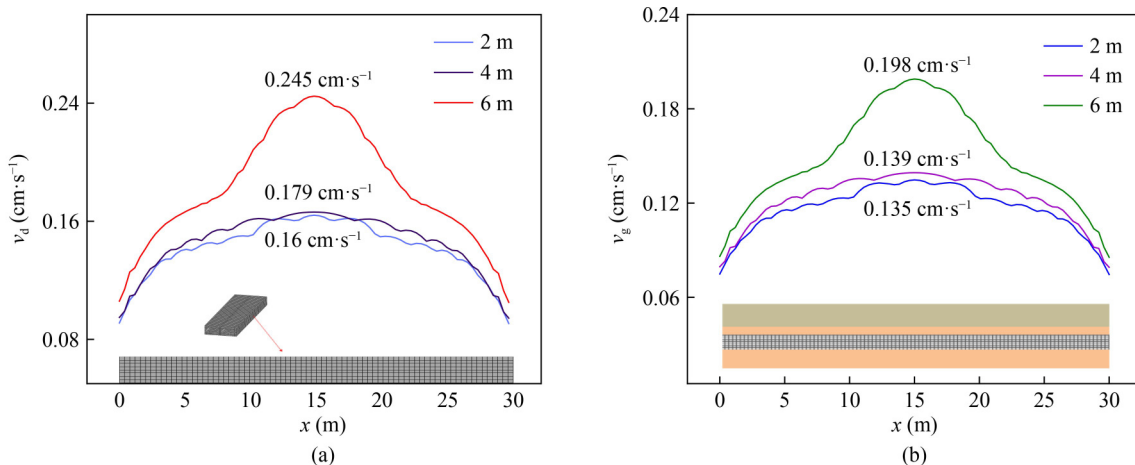 2 m
4 m
6 m
0.245 cm·s⁻¹
0.179 cm·s⁻¹
0.16 cm·s⁻¹
0.24
0.16
0.08
v_d (cm·s⁻¹)
0 5 10 15 20 25 30
x (m)
(a)
2 m
4 m
6 m
0.198 cm·s⁻¹
0.139 cm·s⁻¹
0.135 cm·s⁻¹
0.24
0.18
0.12
0.06
v_g (cm·s⁻¹)
0 5 10 15 20 25 30
x (m)
(b)